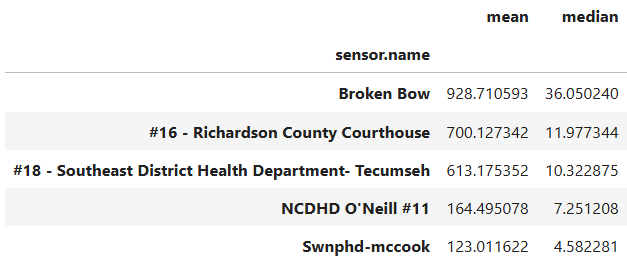 mean median
sensor.name
Broken Bow 928.710593 36.050240
#16 - Richardson County Courthouse 700.127342 11.977344
#18 - Southeast District Health Department- Tecumseh 613.175352 10.322875
NCDHD O'Neill #11 164.495078 7.251208
Swnphd-mccook 123.011622 4.582281